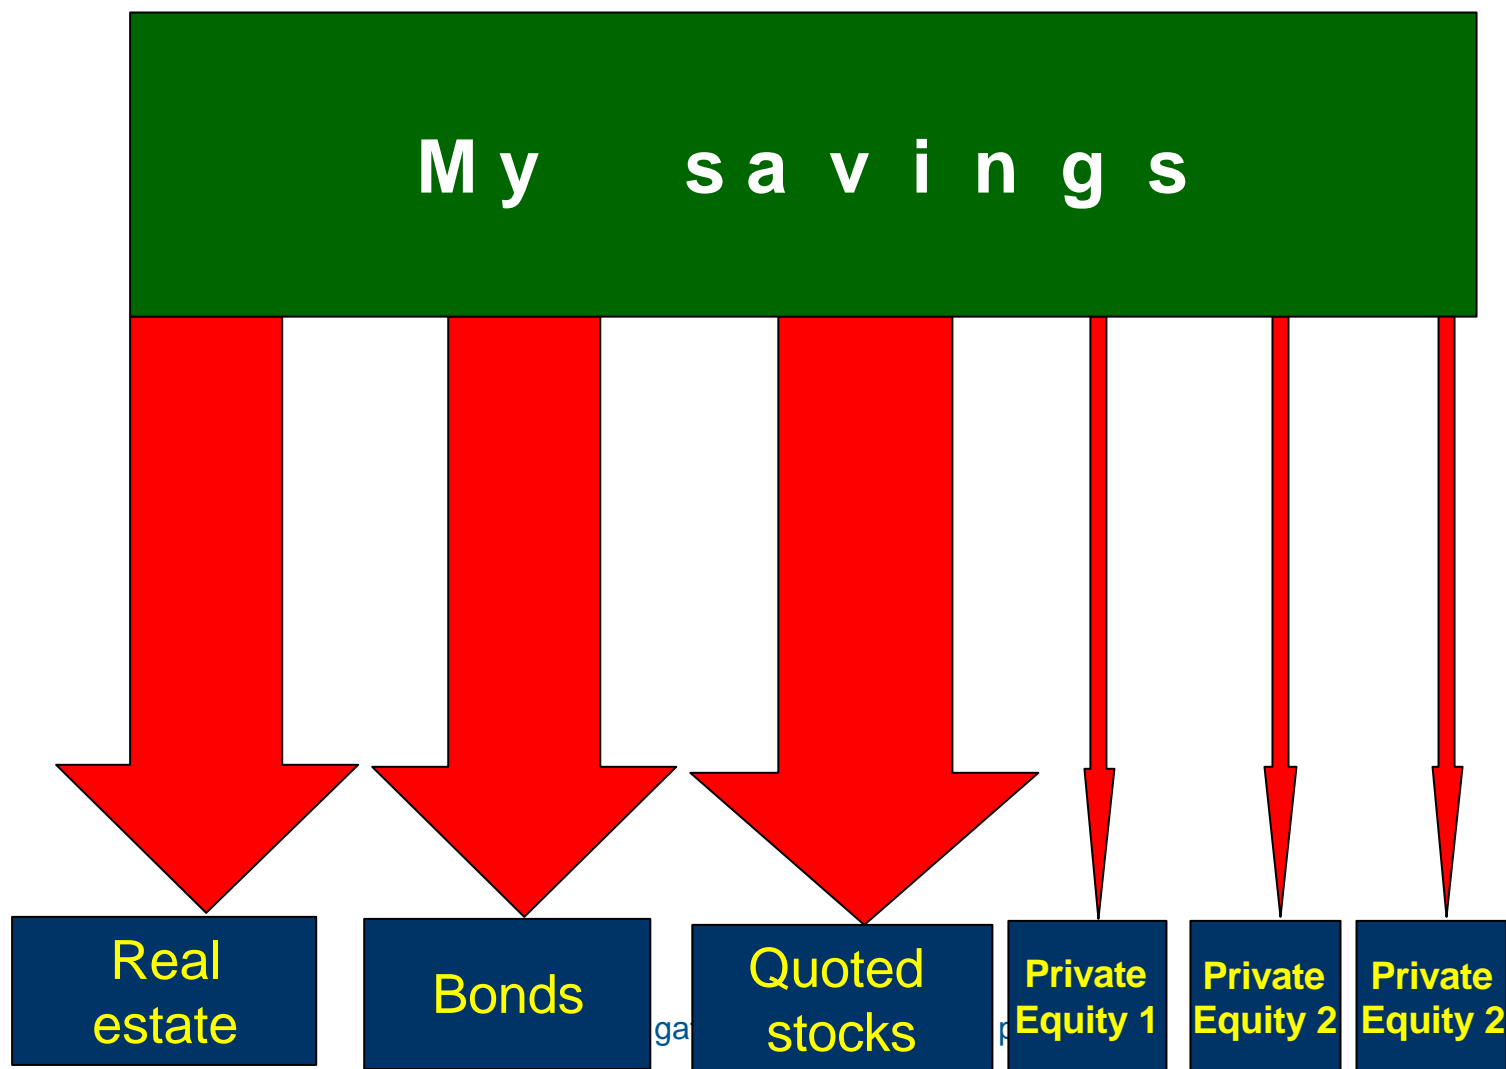 My savings
Real
estate
Bonds
Quoted
stocks
Private
Equity 1
Private
Equity 2
Private
Equity 2